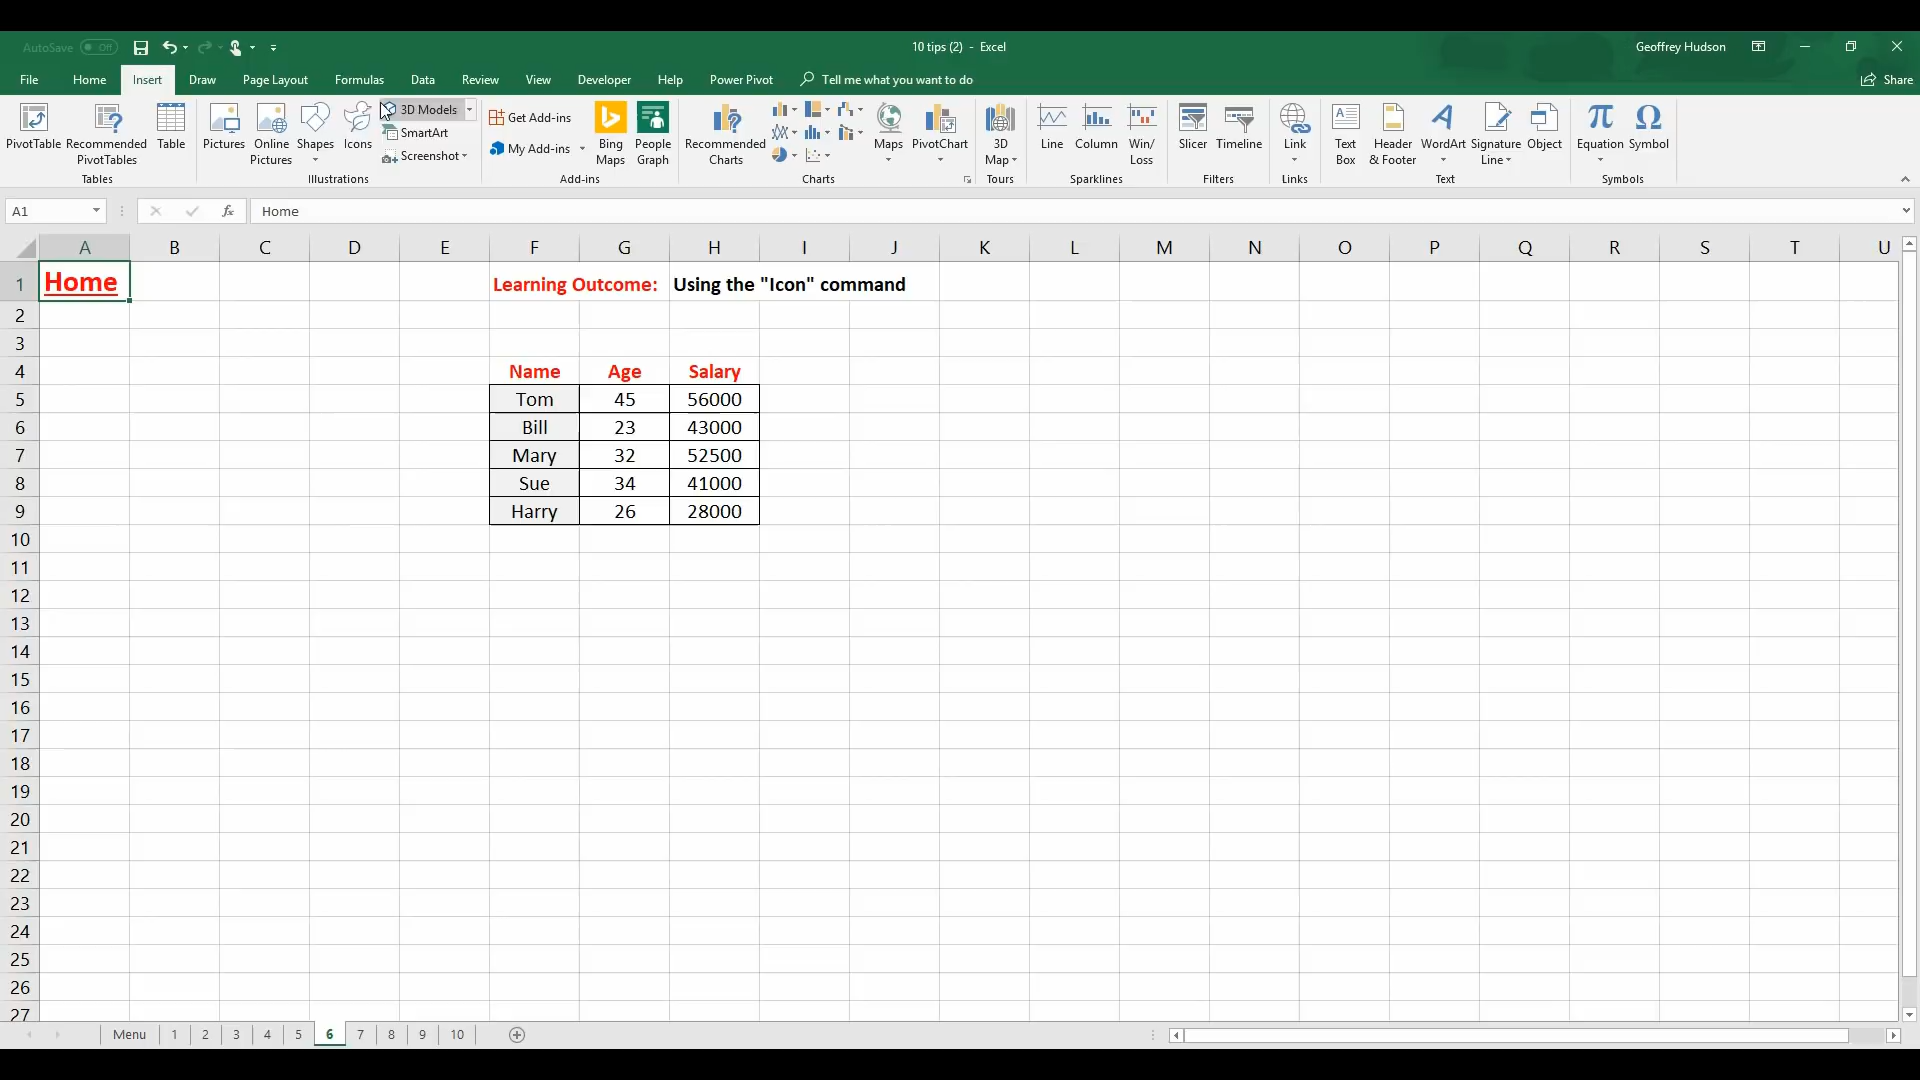 AutoSave Off
10 tips (2) - Excel
Geoffrey Hudson
File Home Insert Draw Page Layout Formulas Data Review View Developer Help Power Pivot Tell me what you want to do Share
PivotTable
Recommended PivotTables
Table
Tables
Pictures
Online Pictures
Shapes
Icons
3D Models
SmartArt
Screenshot
Illustrations
Get Add-ins
My Add-ins
Bing Maps
People Graph
Add-ins
Recommended Charts
Maps
PivotChart
Charts
3D Map
Tours
Line
Column
Win/Loss
Sparklines
Slicer
Timeline
Filters
Link
Links
Text Box
Header & Footer
WordArt
Signature Line
Object
Text
Equation
Symbol
Symbols
A1 fx Home
A B C D E F G H I J K L M N O P Q R S T U
1 Home Learning Outcome: Using the "Icon" command
2
3
4 Name Age Salary
5 Tom 45 56000
6 Bill 23 43000
7 Mary 32 52500
8 Sue 34 41000
9 Harry 26 28000
10
11
12
13
14
15
16
17
18
19
20
21
22
23
24
25
26
27
Menu 1 2 3 4 5 6 7 8 9 10